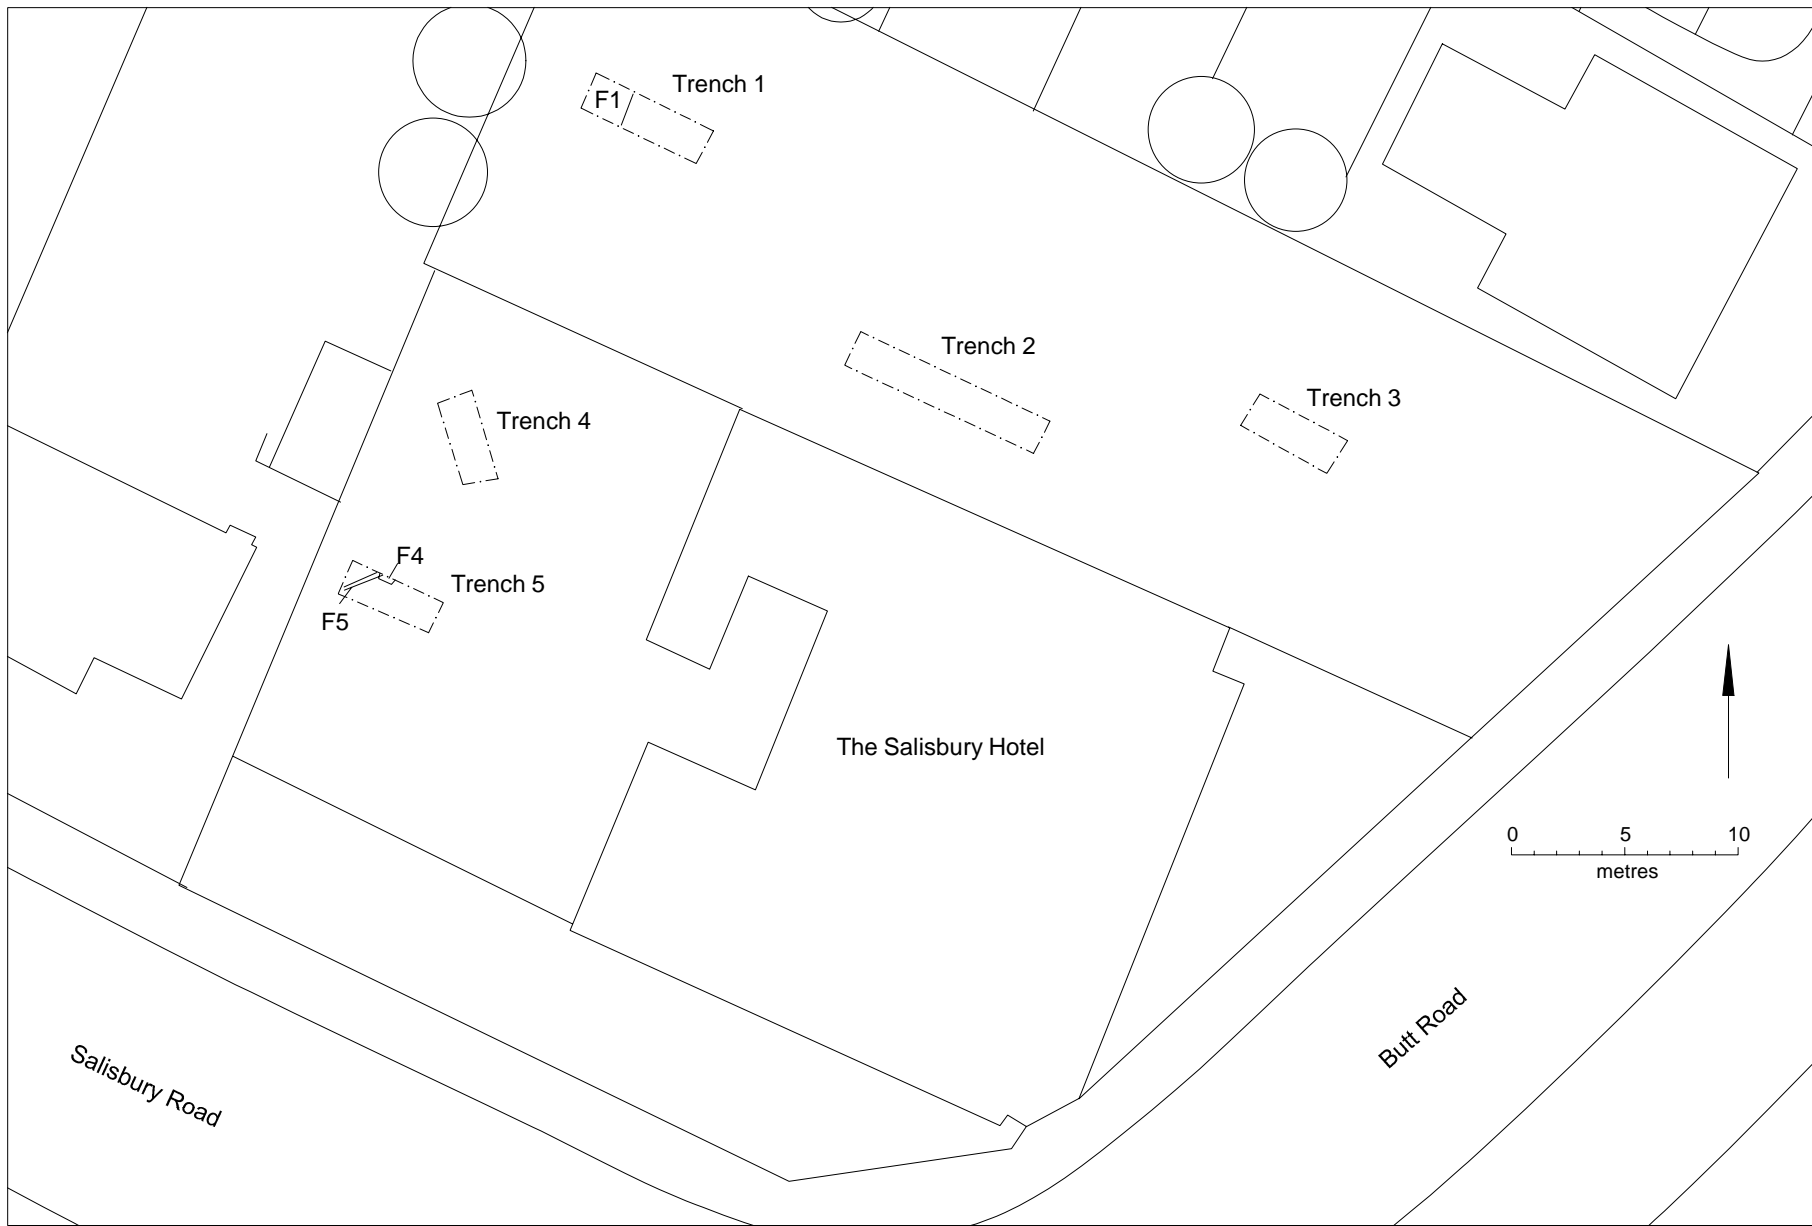 Trench 1
F1
Trench 2
Trench 3
Trench 4
F4
Trench 5
F5
The Salisbury Hotel
0 5 10
metres
Butt Road
Salisbury Road